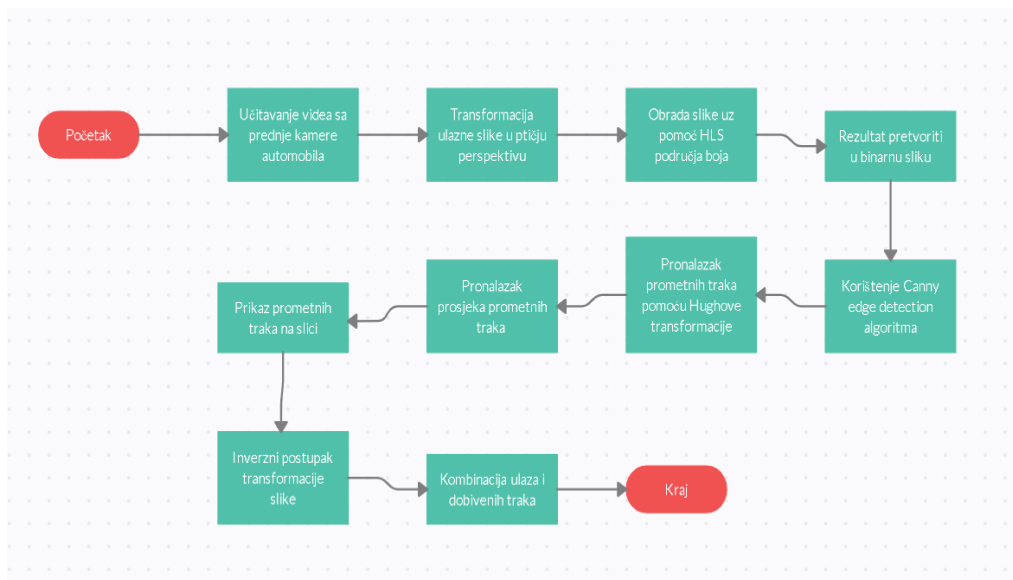 Početak
Učitavanje videa sa
prednje kamere
automobila
Transformacija
ulazne slike u ptičju
perspektivu
Obrada slike uz
pomoć HLS
područja boja
Rezultat pretvoriti
u binarnu sliku
Korištenje Canny
edge detection
algoritma
Pronalazak
prometnih traka
pomoću Hughove
transformacije
Pronalazak
prosjeka prometnih
traka
Prikaz prometnih
traka na slici
Inverzni postupak
transformacije
slike
Kombinacija ulaza i
dobivenih traka
Kraj